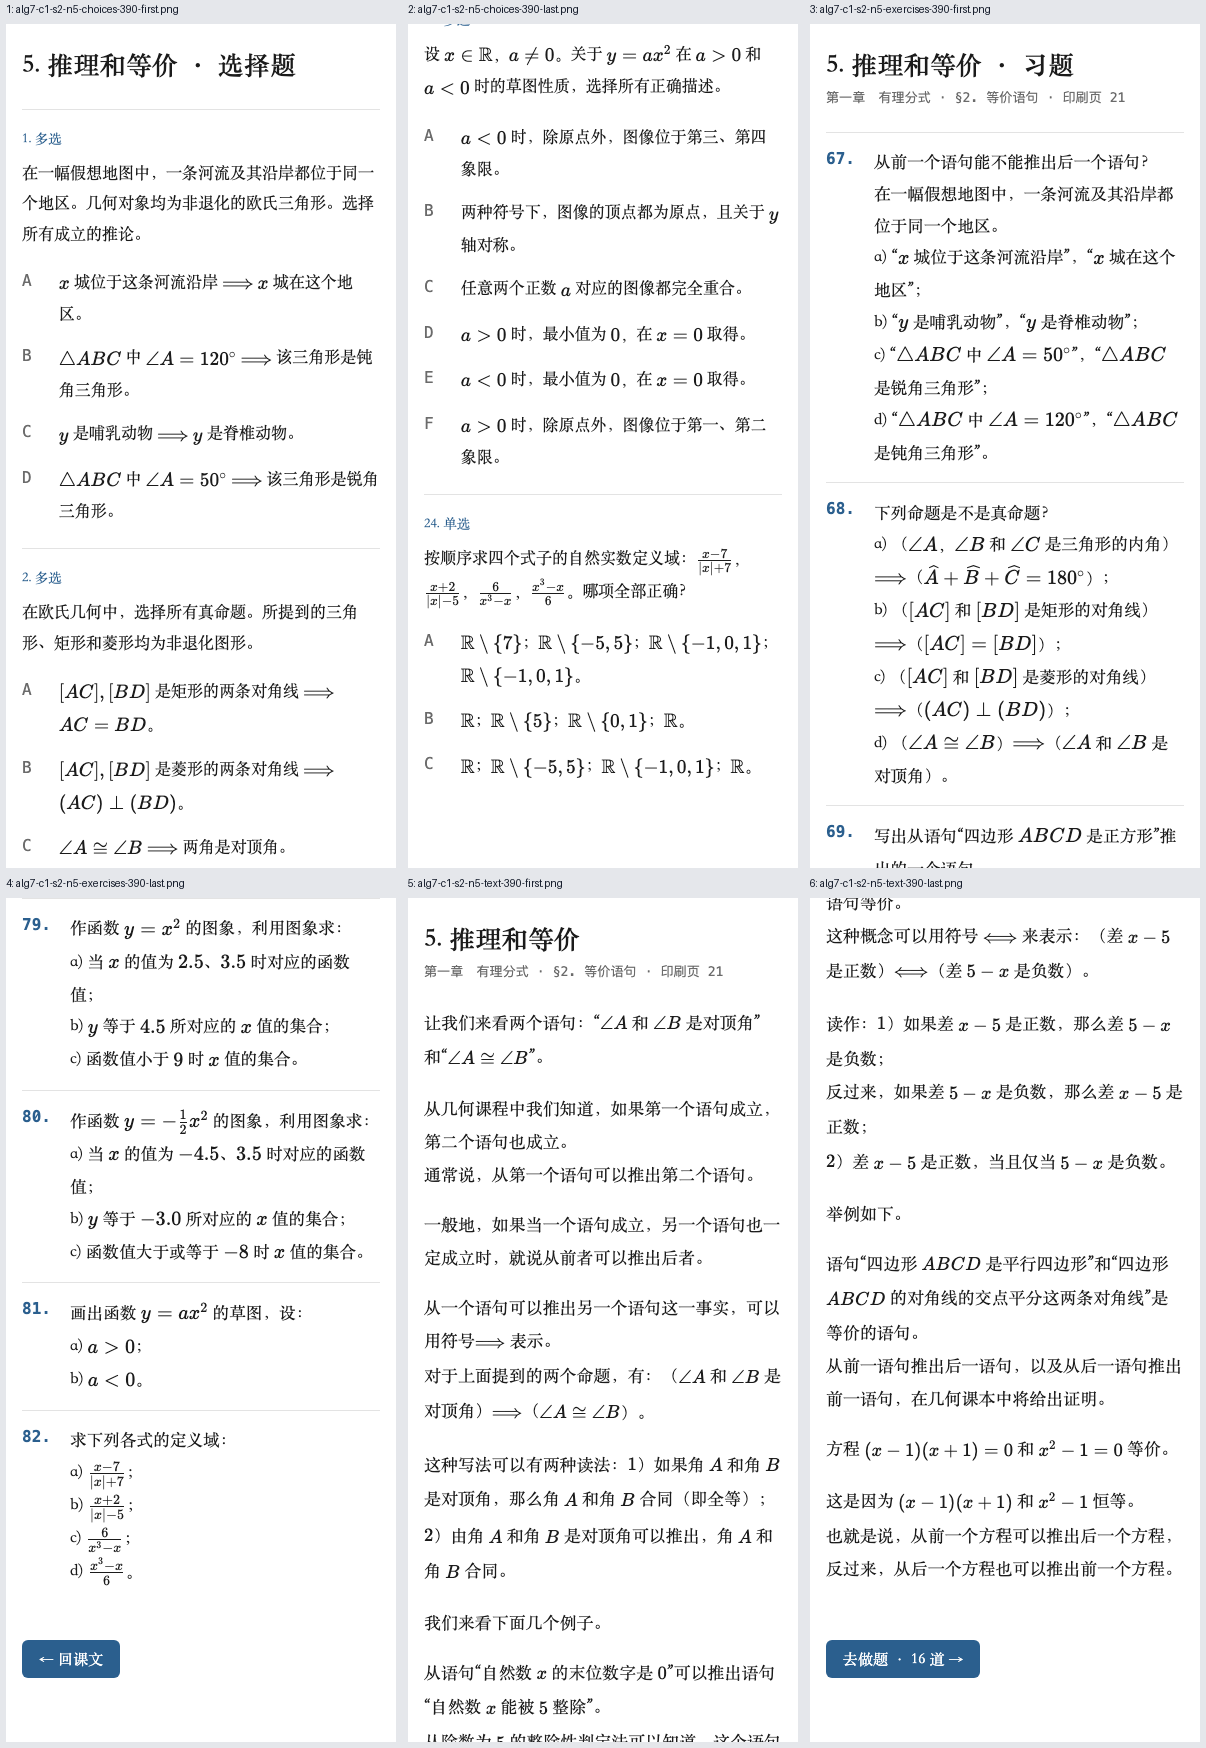 1: alg7-c1-s2-n5-choices-390-first.png
5. 推理和等价 · 选择题
1. 多选
在一幅假想地图中，一条河流及其沿岸都位于同一
个地区。几何对象均为非退化的欧氏三角形。选择
所有成立的推论。
A x 城位于这条河流沿岸 ⟹ x 城在这个地
区。
B △ABC 中 ∠A = 120° ⟹ 该三角形是钝
角三角形。
C y 是哺乳动物 ⟹ y 是脊椎动物。
D △ABC 中 ∠A = 50° ⟹ 该三角形是锐角
三角形。
2. 多选
在欧氏几何中，选择所有真命题。所提到的三角
形、矩形和菱形均为非退化图形。
A [AC], [BD] 是矩形的两条对角线 ⟹
AC = BD。
B [AC], [BD] 是菱形的两条对角线 ⟹
(AC) ⊥ (BD)。
C ∠A ≅ ∠B ⟹ 两角是对顶角。
2: alg7-c1-s2-n5-choices-390-last.png
设 x ∈ ℝ，a ≠ 0。关于 y = ax² 在 a > 0 和
a < 0 时的草图性质，选择所有正确描述。
A a < 0 时，除原点外，图像位于第三、第四
象限。
B 两种符号下，图像的顶点都为原点，且关于 y
轴对称。
C 任意两个正数 a 对应的图像都完全重合。
D a > 0 时，最小值为 0，在 x = 0 取得。
E a < 0 时，最小值为 0，在 x = 0 取得。
F a > 0 时，除原点外，图像位于第一、第二
象限。
24. 单选
按顺序求四个式子的自然实数定义域：(x−7)/(|x|+7)，
(x+2)/(|x|−5)，6/(x³−x)，(x³−x)/6。哪项全部正确？
A ℝ \ {7}；ℝ \ {−5, 5}；ℝ \ {−1, 0, 1}；
ℝ \ {−1, 0, 1}。
B ℝ；ℝ \ {5}；ℝ \ {0, 1}；ℝ。
C ℝ；ℝ \ {−5, 5}；ℝ \ {−1, 0, 1}；ℝ。
3: alg7-c1-s2-n5-exercises-390-first.png
5. 推理和等价 · 习题
第一章 有理分式 · §2. 等价语句 · 印刷页 21
67. 从前一个语句能不能推出后一个语句？
在一幅假想地图中，一条河流及其沿岸都
位于同一个地区。
a) “x 城位于这条河流沿岸”，“x 城在这个
地区”；
b) “y 是哺乳动物”，“y 是脊椎动物”；
c) “△ABC 中 ∠A = 50°”，“△ABC
是锐角三角形”；
d) “△ABC 中 ∠A = 120°”，“△ABC
是钝角三角形”。
68. 下列命题是不是真命题？
a) （∠A，∠B 和 ∠C 是三角形的内角）
⟹（Â + B̂ + Ĉ = 180°）；
b) （[AC] 和 [BD] 是矩形的对角线）
⟹（[AC] = [BD]）；
c) （[AC] 和 [BD] 是菱形的对角线）
⟹（(AC) ⊥ (BD)）；
d) （∠A ≅ ∠B）⟹（∠A 和 ∠B 是
对顶角）。
69. 写出从语句“四边形 ABCD 是正方形”推
出的一个语句
4: alg7-c1-s2-n5-exercises-390-last.png
79. 作函数 y = x² 的图象，利用图象求：
a) 当 x 的值为 2.5、3.5 时对应的函数
值；
b) y 等于 4.5 所对应的 x 值的集合；
c) 函数值小于 9 时 x 值的集合。
80. 作函数 y = −½x² 的图象，利用图象求：
a) 当 x 的值为 −4.5、3.5 时对应的函数
值；
b) y 等于 −3.0 所对应的 x 值的集合；
c) 函数值大于或等于 −8 时 x 值的集合。
81. 画出函数 y = ax² 的草图，设：
a) a > 0；
b) a < 0。
82. 求下列各式的定义域：
a) (x−7)/(|x|+7)；
b) (x+2)/(|x|−5)；
c) 6/(x³−x)；
d) (x³−x)/6。
← 回课文
5: alg7-c1-s2-n5-text-390-first.png
5. 推理和等价
第一章 有理分式 · §2. 等价语句 · 印刷页 21
让我们来看两个语句：“∠A 和 ∠B 是对顶角”
和“∠A ≅ ∠B”。
从几何课程中我们知道，如果第一个语句成立，
第二个语句也成立。
通常说，从第一个语句可以推出第二个语句。
一般地，如果当一个语句成立，另一个语句也一
定成立时，就说从前者可以推出后者。
从一个语句可以推出另一个语句这一事实，可以
用符号⟹ 表示。
对于上面提到的两个命题，有：（∠A 和 ∠B 是
对顶角）⟹（∠A ≅ ∠B）。
这种写法可以有两种读法：1）如果角 A 和角 B
是对顶角，那么角 A 和角 B 合同（即全等）；
2）由角 A 和角 B 是对顶角可以推出，角 A 和
角 B 合同。
我们来看下面几个例子。
从语句“自然数 x 的末位数字是 0”可以推出语句
“自然数 x 能被 5 整除”。
从除数为 5 的整除性判定法可以知道，这个语句
6: alg7-c1-s2-n5-text-390-last.png
语句等价。
这种概念可以用符号 ⟺ 来表示：（差 x − 5
是正数）⟺（差 5 − x 是负数）。
读作：1）如果差 x − 5 是正数，那么差 5 − x
是负数；
反过来，如果差 5 − x 是负数，那么差 x − 5 是
正数；
2）差 x − 5 是正数，当且仅当 5 − x 是负数。
举例如下。
语句“四边形 ABCD 是平行四边形”和“四边形
ABCD 的对角线的交点平分这两条对角线”是
等价的语句。
从前一语句推出后一语句，以及从后一语句推出
前一语句，在几何课本中将给出证明。
方程 (x − 1)(x + 1) = 0 和 x² − 1 = 0 等价。
这是因为 (x − 1)(x + 1) 和 x² − 1 恒等。
也就是说，从前一个方程可以推出后一个方程，
反过来，从后一个方程也可以推出前一个方程。
去做题 · 16 道 →